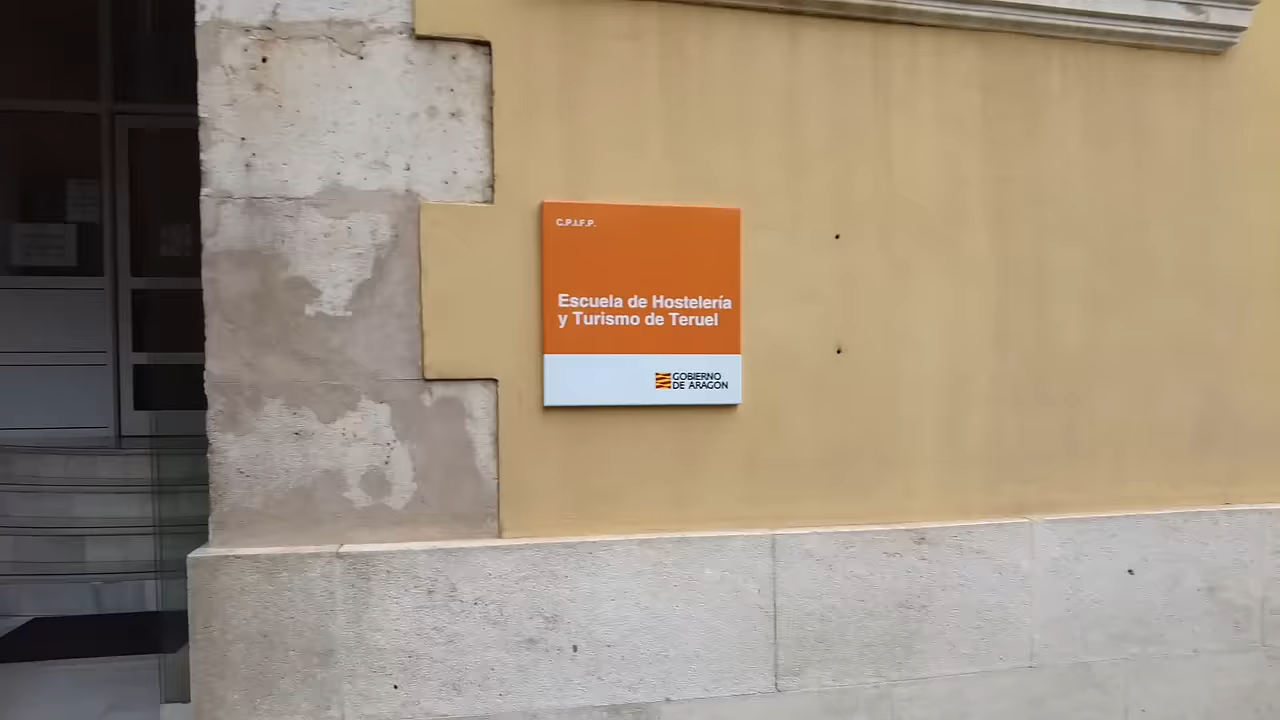 C.P.I.F.P.
Escuela de Hostelería
y Turismo de Teruel
GOBIERNO
DE ARAGON